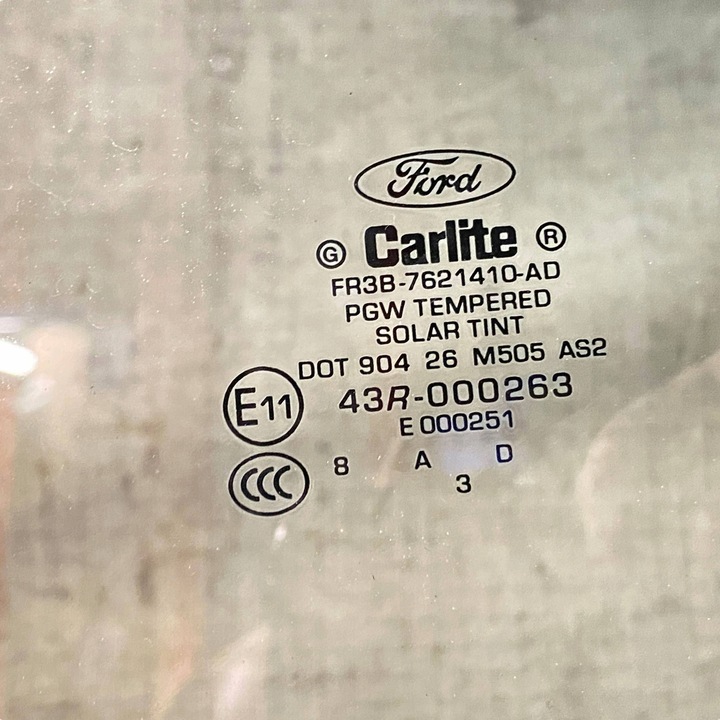 Ford
G Carlite ®
FR3B-7621410-AD
PGW TEMPERED
SOLAR TINT
DOT 904 26 M505 AS2
E11 43R-000263
E 000251
CCC 8 A D
3